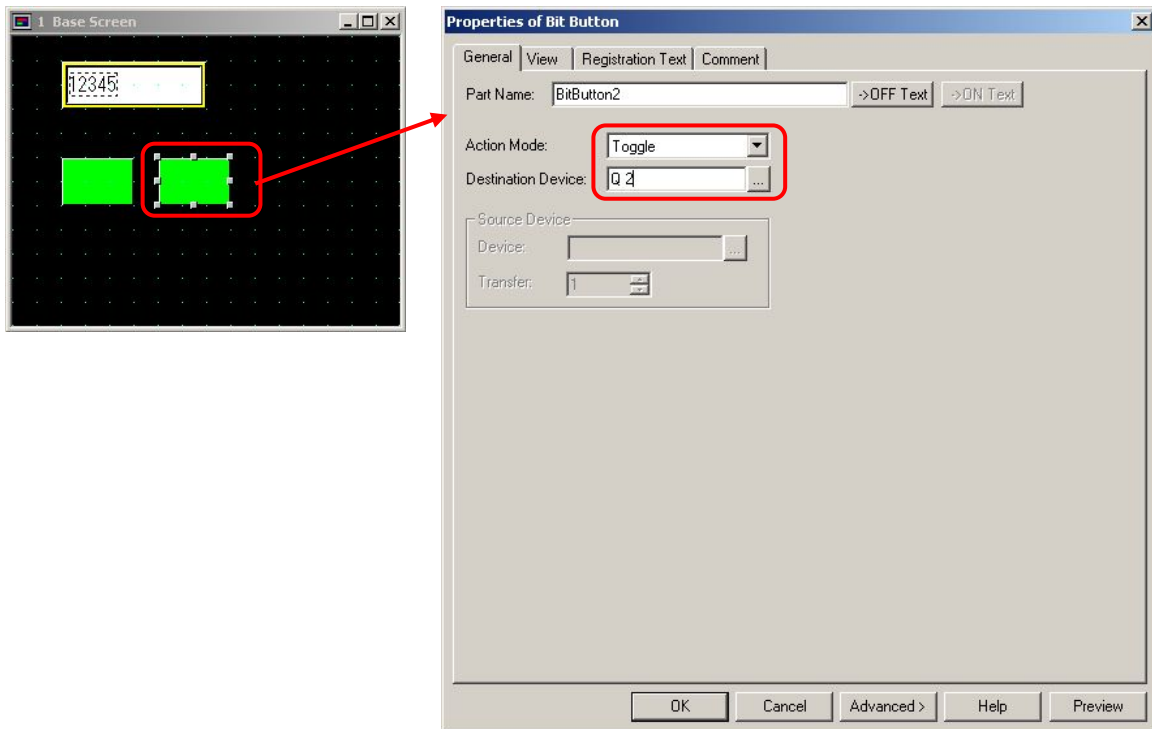 1 Base Screen
12345
Properties of Bit Button
General View Registration Text Comment
Part Name: BitButton2 ->OFF Text ->ON Text
Action Mode: Toggle
Destination Device: Q 2 ...
Source Device
Device: ...
Transfer: 1
OK Cancel Advanced > Help Preview